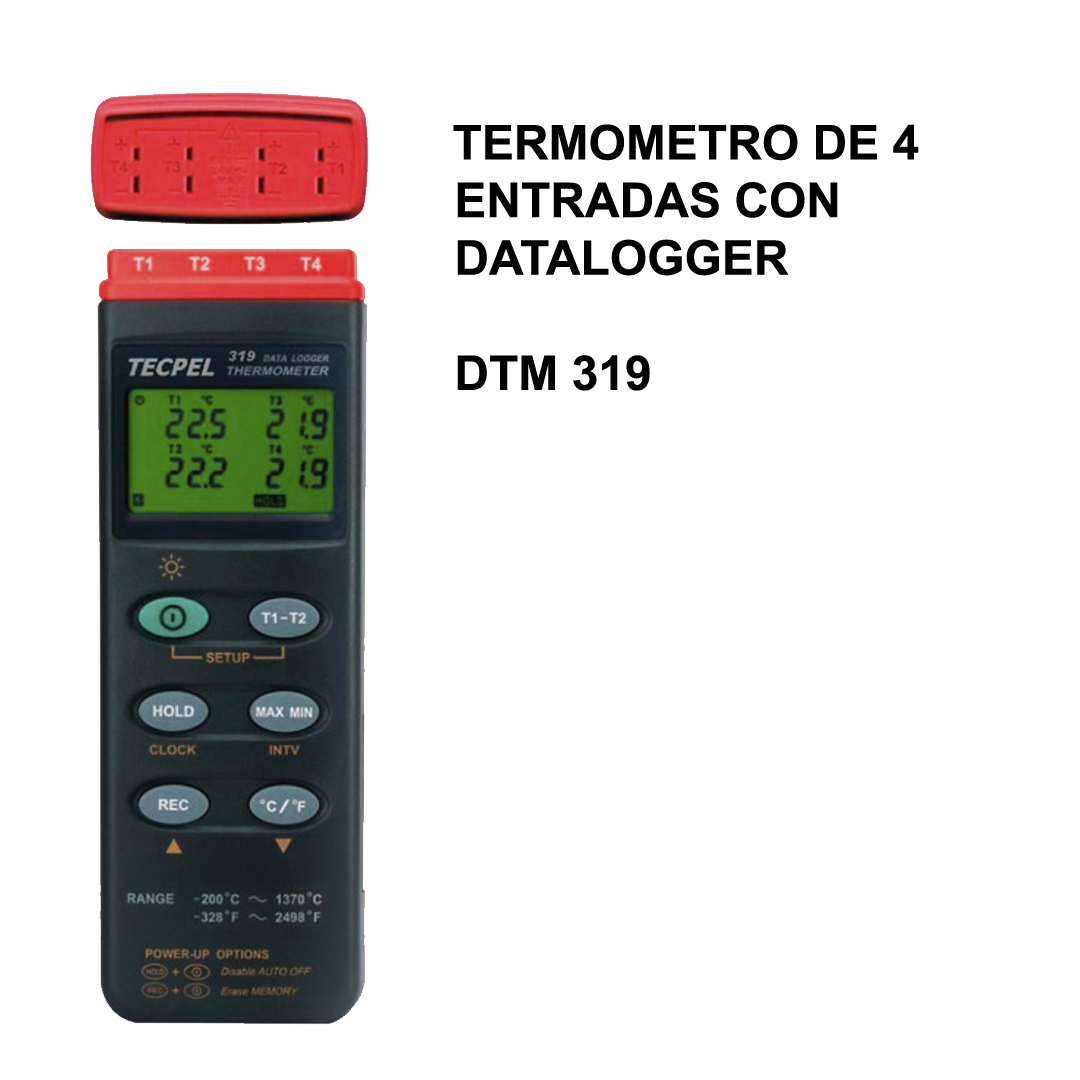 TERMOMETRO DE 4
ENTRADAS CON
DATALOGGER
DTM 319
T4 T3 T2 T1
T1 T2 T3 T4
TECPEL 319 DATA LOGGER
THERMOMETER
T1 °C T3 °C
22.5 21.9
T2 °C T4 °C
22.2 21.9
HOLD
T1-T2
SETUP
HOLD MAX MIN
CLOCK INTV
REC °C/°F
RANGE -200°C ~ 1370°C
-328°F ~ 2498°F
POWER-UP OPTIONS
HOLD + Disable AUTO OFF
REC + Erase MEMORY